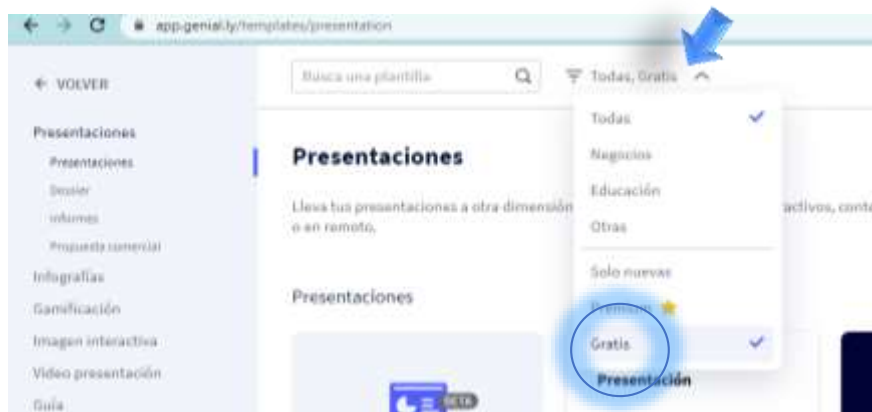 app.genial.ly/templates/presentation
VOLVER
Busca una plantilla
Todas, Gratis
Presentaciones
Presentaciones
Dossier
Informes
Propuesta comercial
Infografías
Gamificación
Imagen interactiva
Video presentación
Guía
Presentaciones
Lleva tus presentaciones a otra dimensión
activos, conte
o en remoto.
Presentaciones
BETA
Todas
Negocios
Educación
Otras
Solo nuevas
Premium
Gratis
Presentación